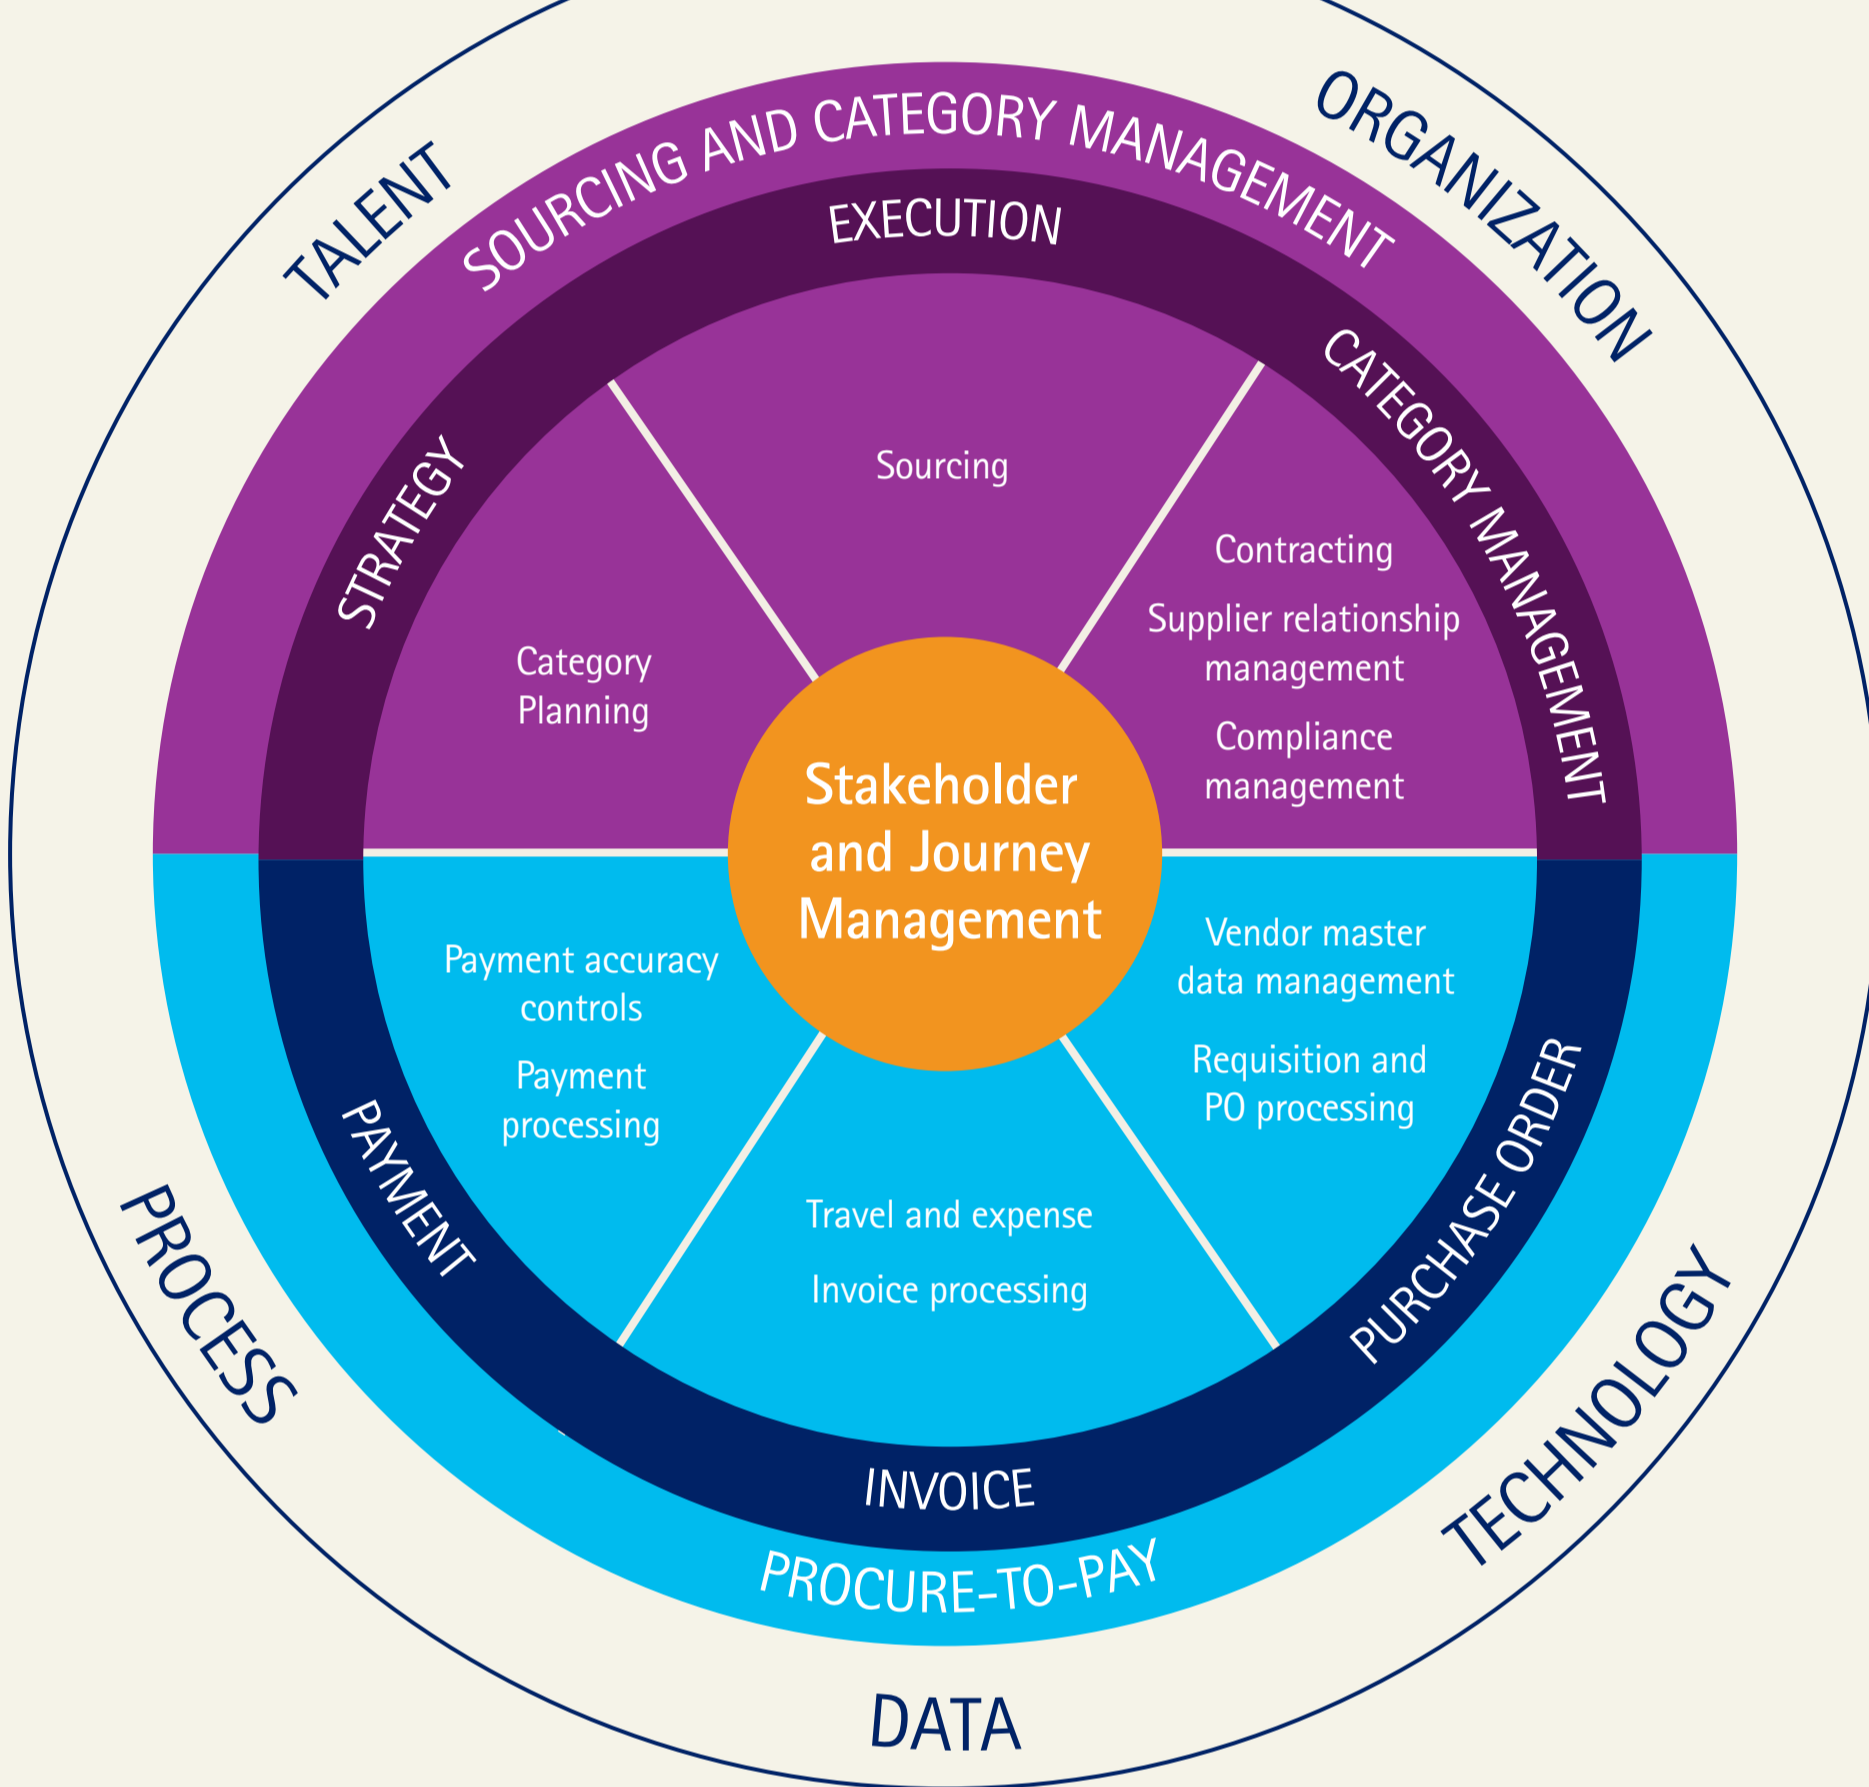 TALENT
ORGANIZATION
SOURCING AND CATEGORY MANAGEMENT
EXECUTION
STRATEGY
CATEGORY MANAGEMENT
Sourcing
Category
Planning
Contracting
Supplier relationship
management
Compliance
management
Stakeholder
and Journey
Management
Payment accuracy
controls
Payment
processing
Vendor master
data management
Requisition and
PO processing
Travel and expense
Invoice processing
PAYMENT
PURCHASE ORDER
INVOICE
PROCURE-TO-PAY
PROCESS
TECHNOLOGY
DATA